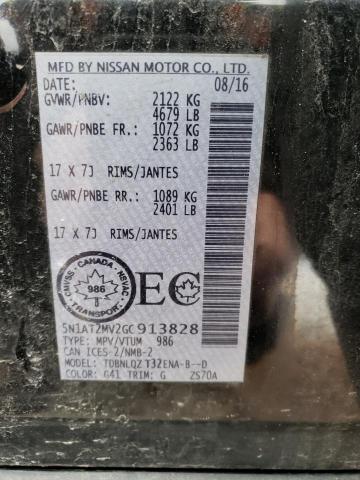 MFD BY NISSAN MOTOR CO., LTD.
DATE: 08/16
GVWR/PNBV: 2122 KG
4679 LB
GAWR/PNBE FR.: 1072 KG
2363 LB
17 X 7J RIMS/JANTES
GAWR/PNBE RR.: 1089 KG
2401 LB
17 X 7J RIMS/JANTES
CMVSS · CANADA · NSVAC
986
TRANSPORT
EC
5N1AT2MV2GC913828
TYPE: MPV/VTUM 986
CAN ICES-2/NMB-2
MODEL: TDBNLQZ T32ENA-B--D
COLOR: G41 TRIM: G ZS70A